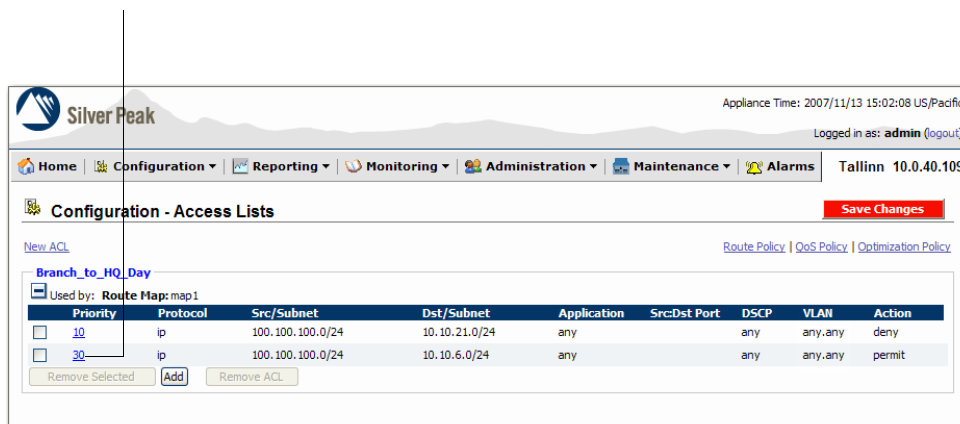 Silver Peak
Appliance Time: 2007/11/13 15:02:08 US/Pacific
Logged in as: admin (logout)
Home Configuration Reporting Monitoring Administration Maintenance Alarms Tallinn 10.0.40.109
Configuration - Access Lists
Save Changes
New ACL
Route Policy | QoS Policy | Optimization Policy
Branch_to_HQ_Day
Used by: Route Map: map1
Priority Protocol Src/Subnet Dst/Subnet Application Src:Dst Port DSCP VLAN Action
10 ip 100.100.100.0/24 10.10.21.0/24 any any any.any deny
30 ip 100.100.100.0/24 10.10.6.0/24 any any any.any permit
Remove Selected Add Remove ACL